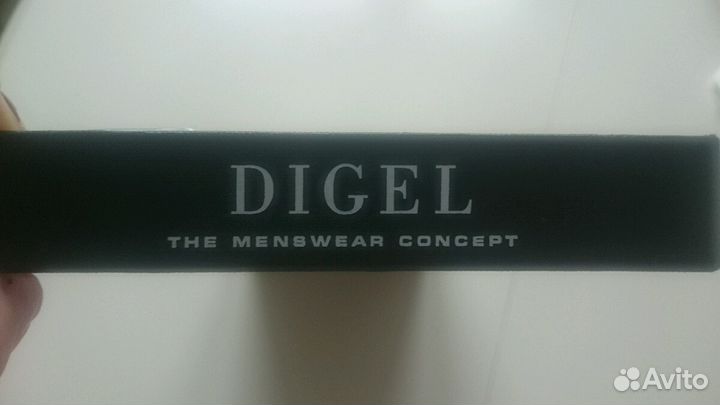 DIGEL
THE MENSWEAR CONCEPT
Avito